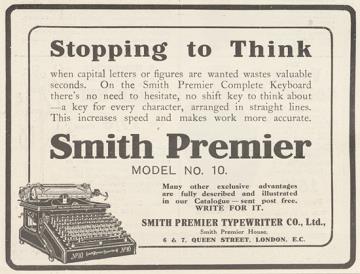 Stopping to Think
when capital letters or figures are wanted wastes valuable
seconds. On the Smith Premier Complete Keyboard
there's no need to hesitate, no shift key to think about
—a key for every character, arranged in straight lines.
This increases speed and makes work more accurate.
Smith Premier
MODEL NO. 10.
Many other exclusive advantages
are fully described and illustrated
in our Catalogue—sent post free.
WRITE FOR IT.
SMITH PREMIER TYPEWRITER CO., Ltd.,
Smith Premier House,
6 & 7, QUEEN STREET, LONDON, E.C.
Nº10
Nº10